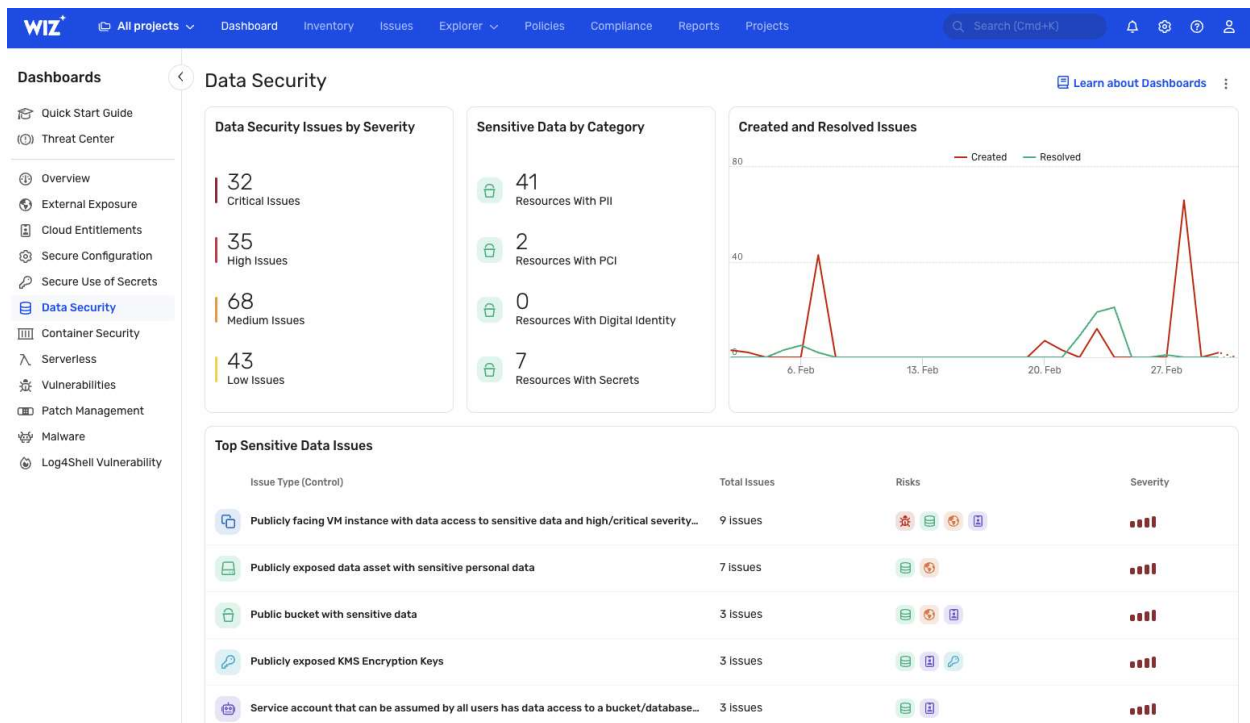 WIZ
All projects
Dashboard
Inventory
Issues
Explorer
Policies
Compliance
Reports
Projects
Search (Cmd+K)
Dashboards
Quick Start Guide
Threat Center
Overview
External Exposure
Cloud Entitlements
Secure Configuration
Secure Use of Secrets
Data Security
Container Security
Serverless
Vulnerabilities
Patch Management
Malware
Log4Shell Vulnerability
Data Security
Learn about Dashboards
Data Security Issues by Severity
32
Critical Issues
35
High Issues
68
Medium Issues
43
Low Issues
Sensitive Data by Category
41
Resources With PII
2
Resources With PCI
0
Resources With Digital Identity
7
Resources With Secrets
Created and Resolved Issues
Created
Resolved
80
40
0
6. Feb
13. Feb
20. Feb
27. Feb
Top Sensitive Data Issues
Issue Type (Control)
Total Issues
Risks
Severity
Publicly facing VM instance with data access to sensitive data and high/critical severity...
9 issues
Publicly exposed data asset with sensitive personal data
7 issues
Public bucket with sensitive data
3 issues
Publicly exposed KMS Encryption Keys
3 issues
Service account that can be assumed by all users has data access to a bucket/database...
3 issues